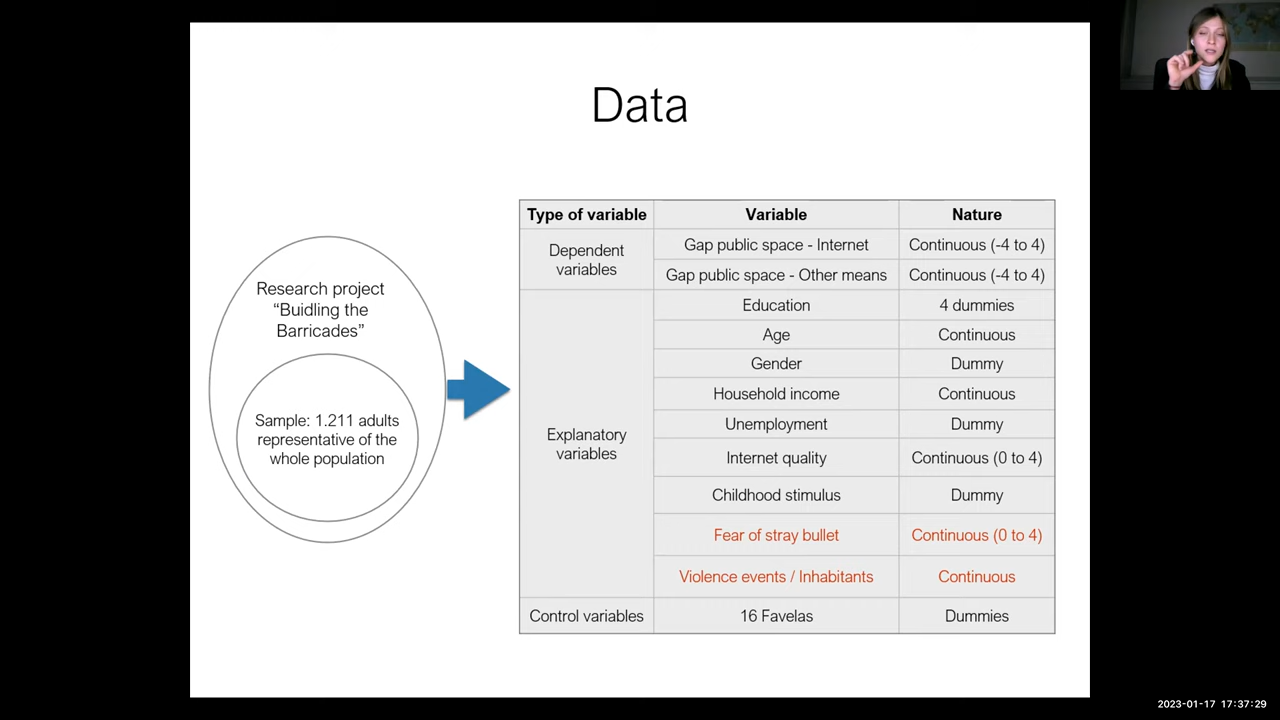 Data
Research project
“Buidling the
Barricades”
Sample: 1.211 adults
representative of the
whole population
Type of variable Variable Nature
Dependent
variables
Gap public space - Internet Continuous (-4 to 4)
Gap public space - Other means Continuous (-4 to 4)
Explanatory
variables
Education 4 dummies
Age Continuous
Gender Dummy
Household income Continuous
Unemployment Dummy
Internet quality Continuous (0 to 4)
Childhood stimulus Dummy
Fear of stray bullet Continuous (0 to 4)
Violence events / Inhabitants Continuous
Control variables 16 Favelas Dummies
2023-01-17 17:37:29